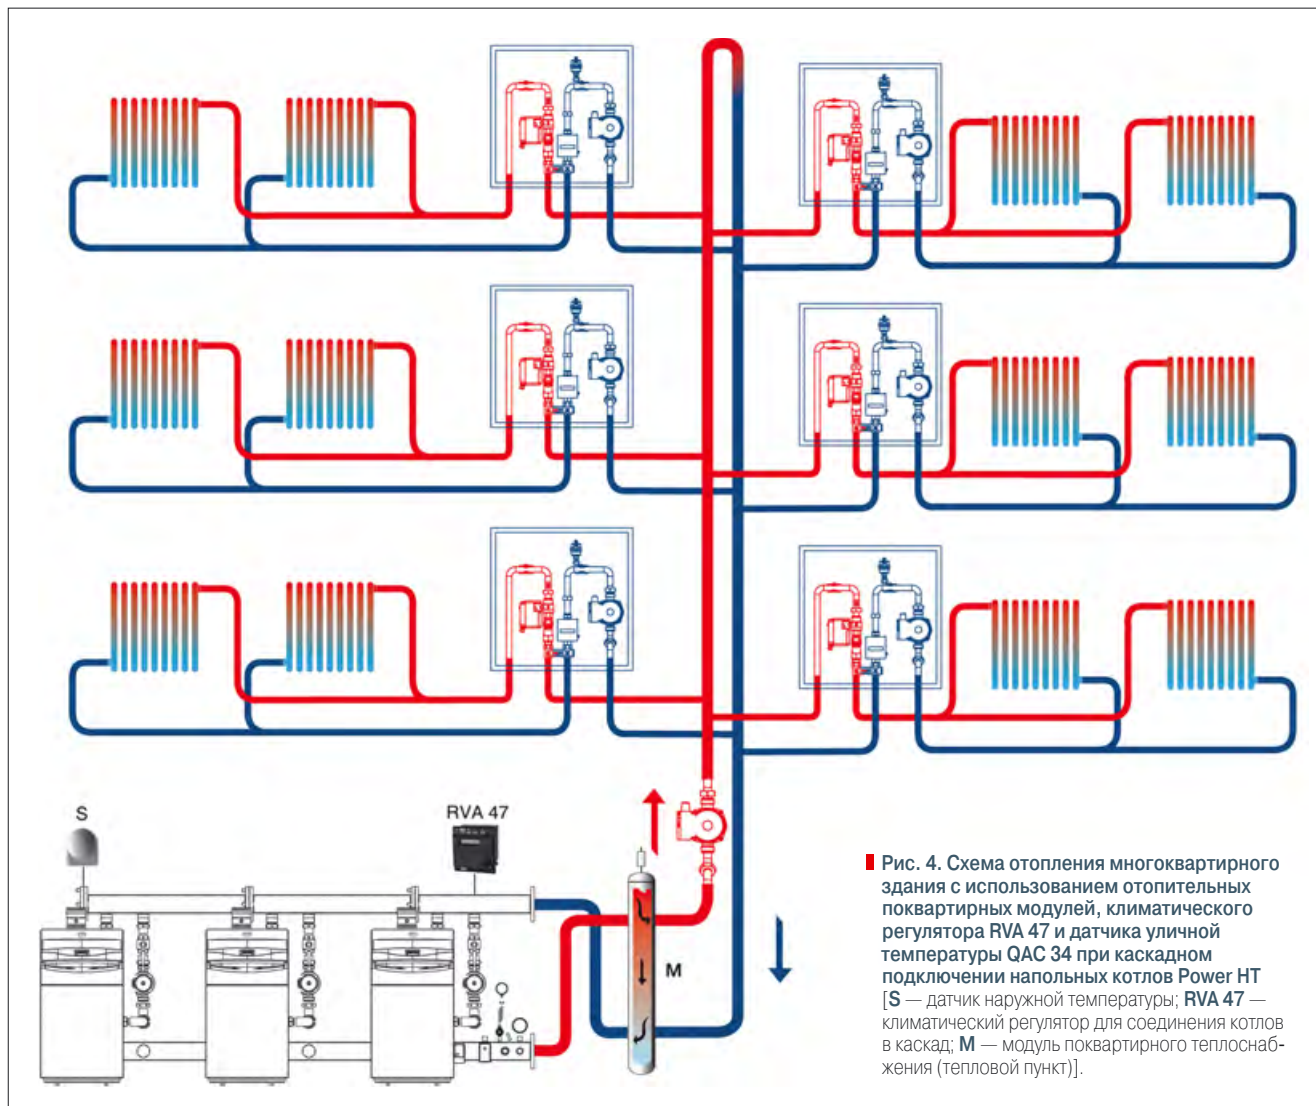 S
RVA 47
M
Рис. 4. Схема отопления многоквартирного
здания с использованием отопительных
поквартирных модулей, климатического
регулятора RVA 47 и датчика уличной
температуры QAC 34 при каскадном
подключении напольных котлов Power HT
[S — датчик наружной температуры; RVA 47 —
климатический регулятор для соединения котлов
в каскад; M — модуль поквартирного теплоснаб-
жения (тепловой пункт)].